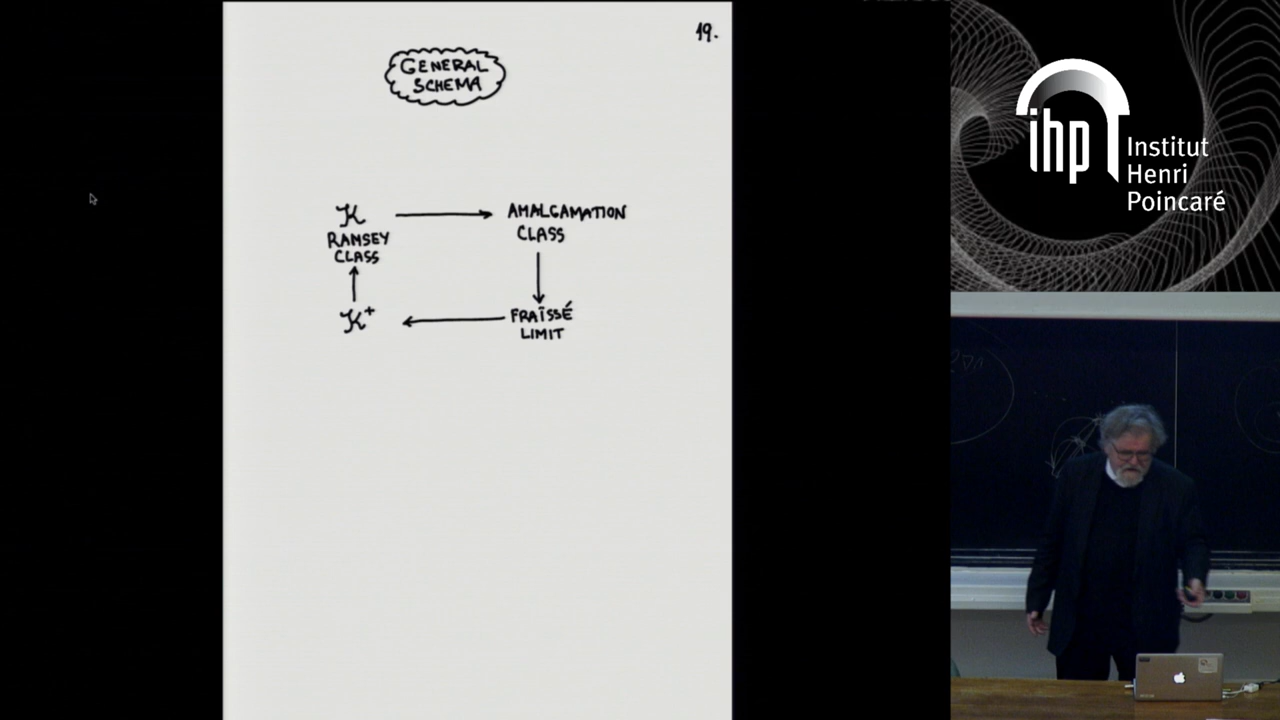 19.
GENERAL
SCHEMA
K
RAMSEY
CLASS
AMALGAMATION
CLASS
K+
FRAÏSSÉ
LIMIT
ihp
Institut
Henri
Poincaré